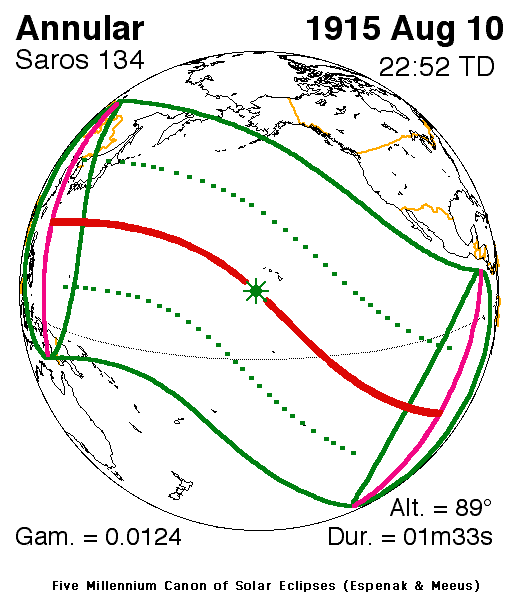 Annular 1915 Aug 10
Saros 134 22:52 TD
Alt. = 89°
Gam. = 0.0124 Dur. = 01m33s
Five Millennium Canon of Solar Eclipses (Espenak & Meeus)